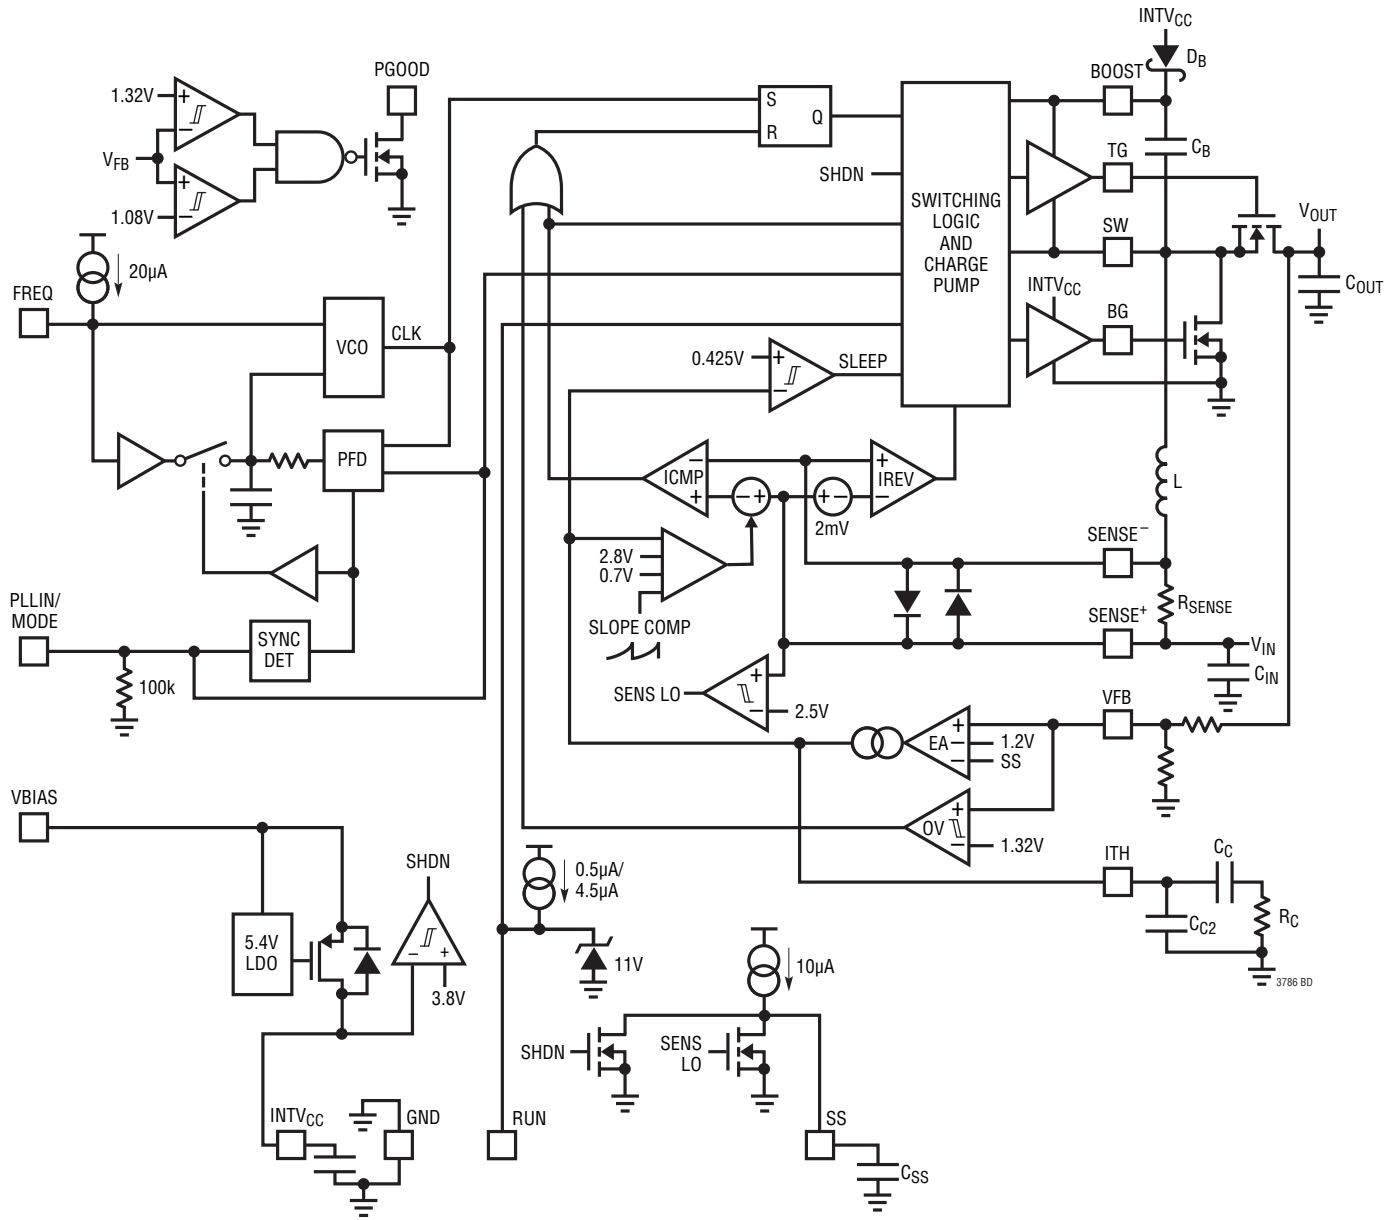 INTVCC
DB
BOOST
PGOOD
1.32V
+
−
VFB
+
−
1.08V
S
R
Q
CB
TG
SHDN
SWITCHING
LOGIC
AND
CHARGE
PUMP
SW
VOUT
COUT
20µA
FREQ
VCO
CLK
INTVCC
BG
0.425V
+
−
SLEEP
PFD
ICMP
−
+
− +
+ −
2mV
IREV
+
−
L
SENSE−
2.8V
0.7V
SLOPE COMP
RSENSE
SENSE+
VIN
CIN
PLLIN/
MODE
SYNC
DET
100k
SENS LO
+
−
2.5V
VFB
EA
+
−
−
1.2V
SS
OV
+
−
1.32V
VBIAS
ITH
CC
CC2
RC
SHDN
0.5µA/
4.5µA
5.4V
LDO
−
+
3.8V
11V
10µA
3786 BD
SHDN
SENS
LO
INTVCC
GND
RUN
SS
CSS